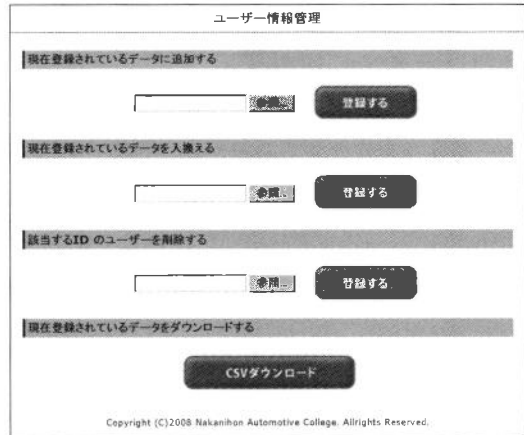 ユーザー情報管理
現在登録されているデータに追加する
参照... 登録する
現在登録されているデータを入換える
参照... 登録する
該当するID のユーザーを削除する
参照... 登録する
現在登録されているデータをダウンロードする
CSVダウンロード
Copyright (C)2008 Nakanihon Automotive College. Allrights Reserved.